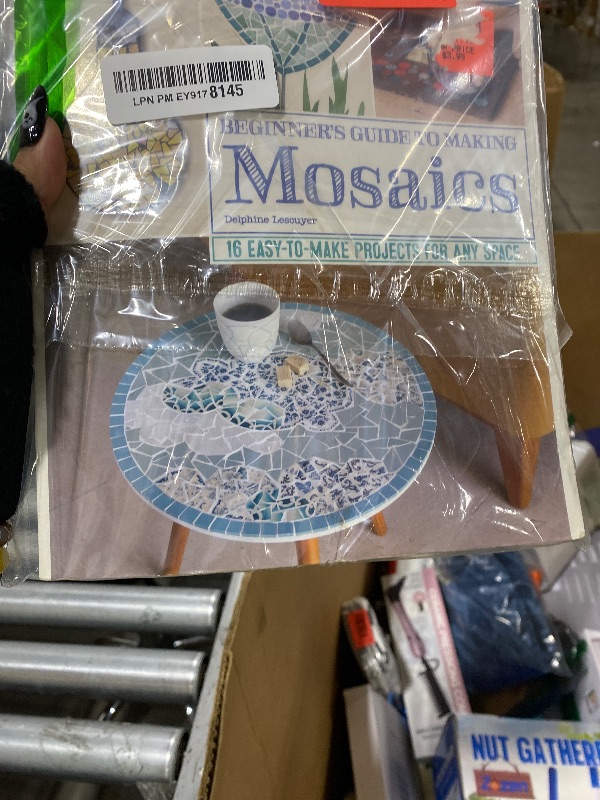 LPN PM EY917 8145
BEGINNER'S GUIDE TO MAKING
Mosaics
Delphine Lescuyer
16 EASY-TO-MAKE PROJECTS FOR ANY SPACE
NUT GATHER